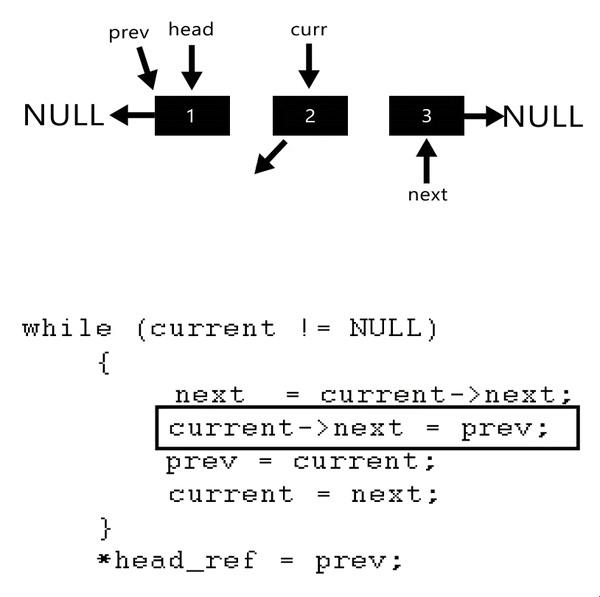 prev head curr
NULL 1 2 3 NULL
next
while (current != NULL)
{
next = current->next;
current->next = prev;
prev = current;
current = next;
}
*head_ref = prev;